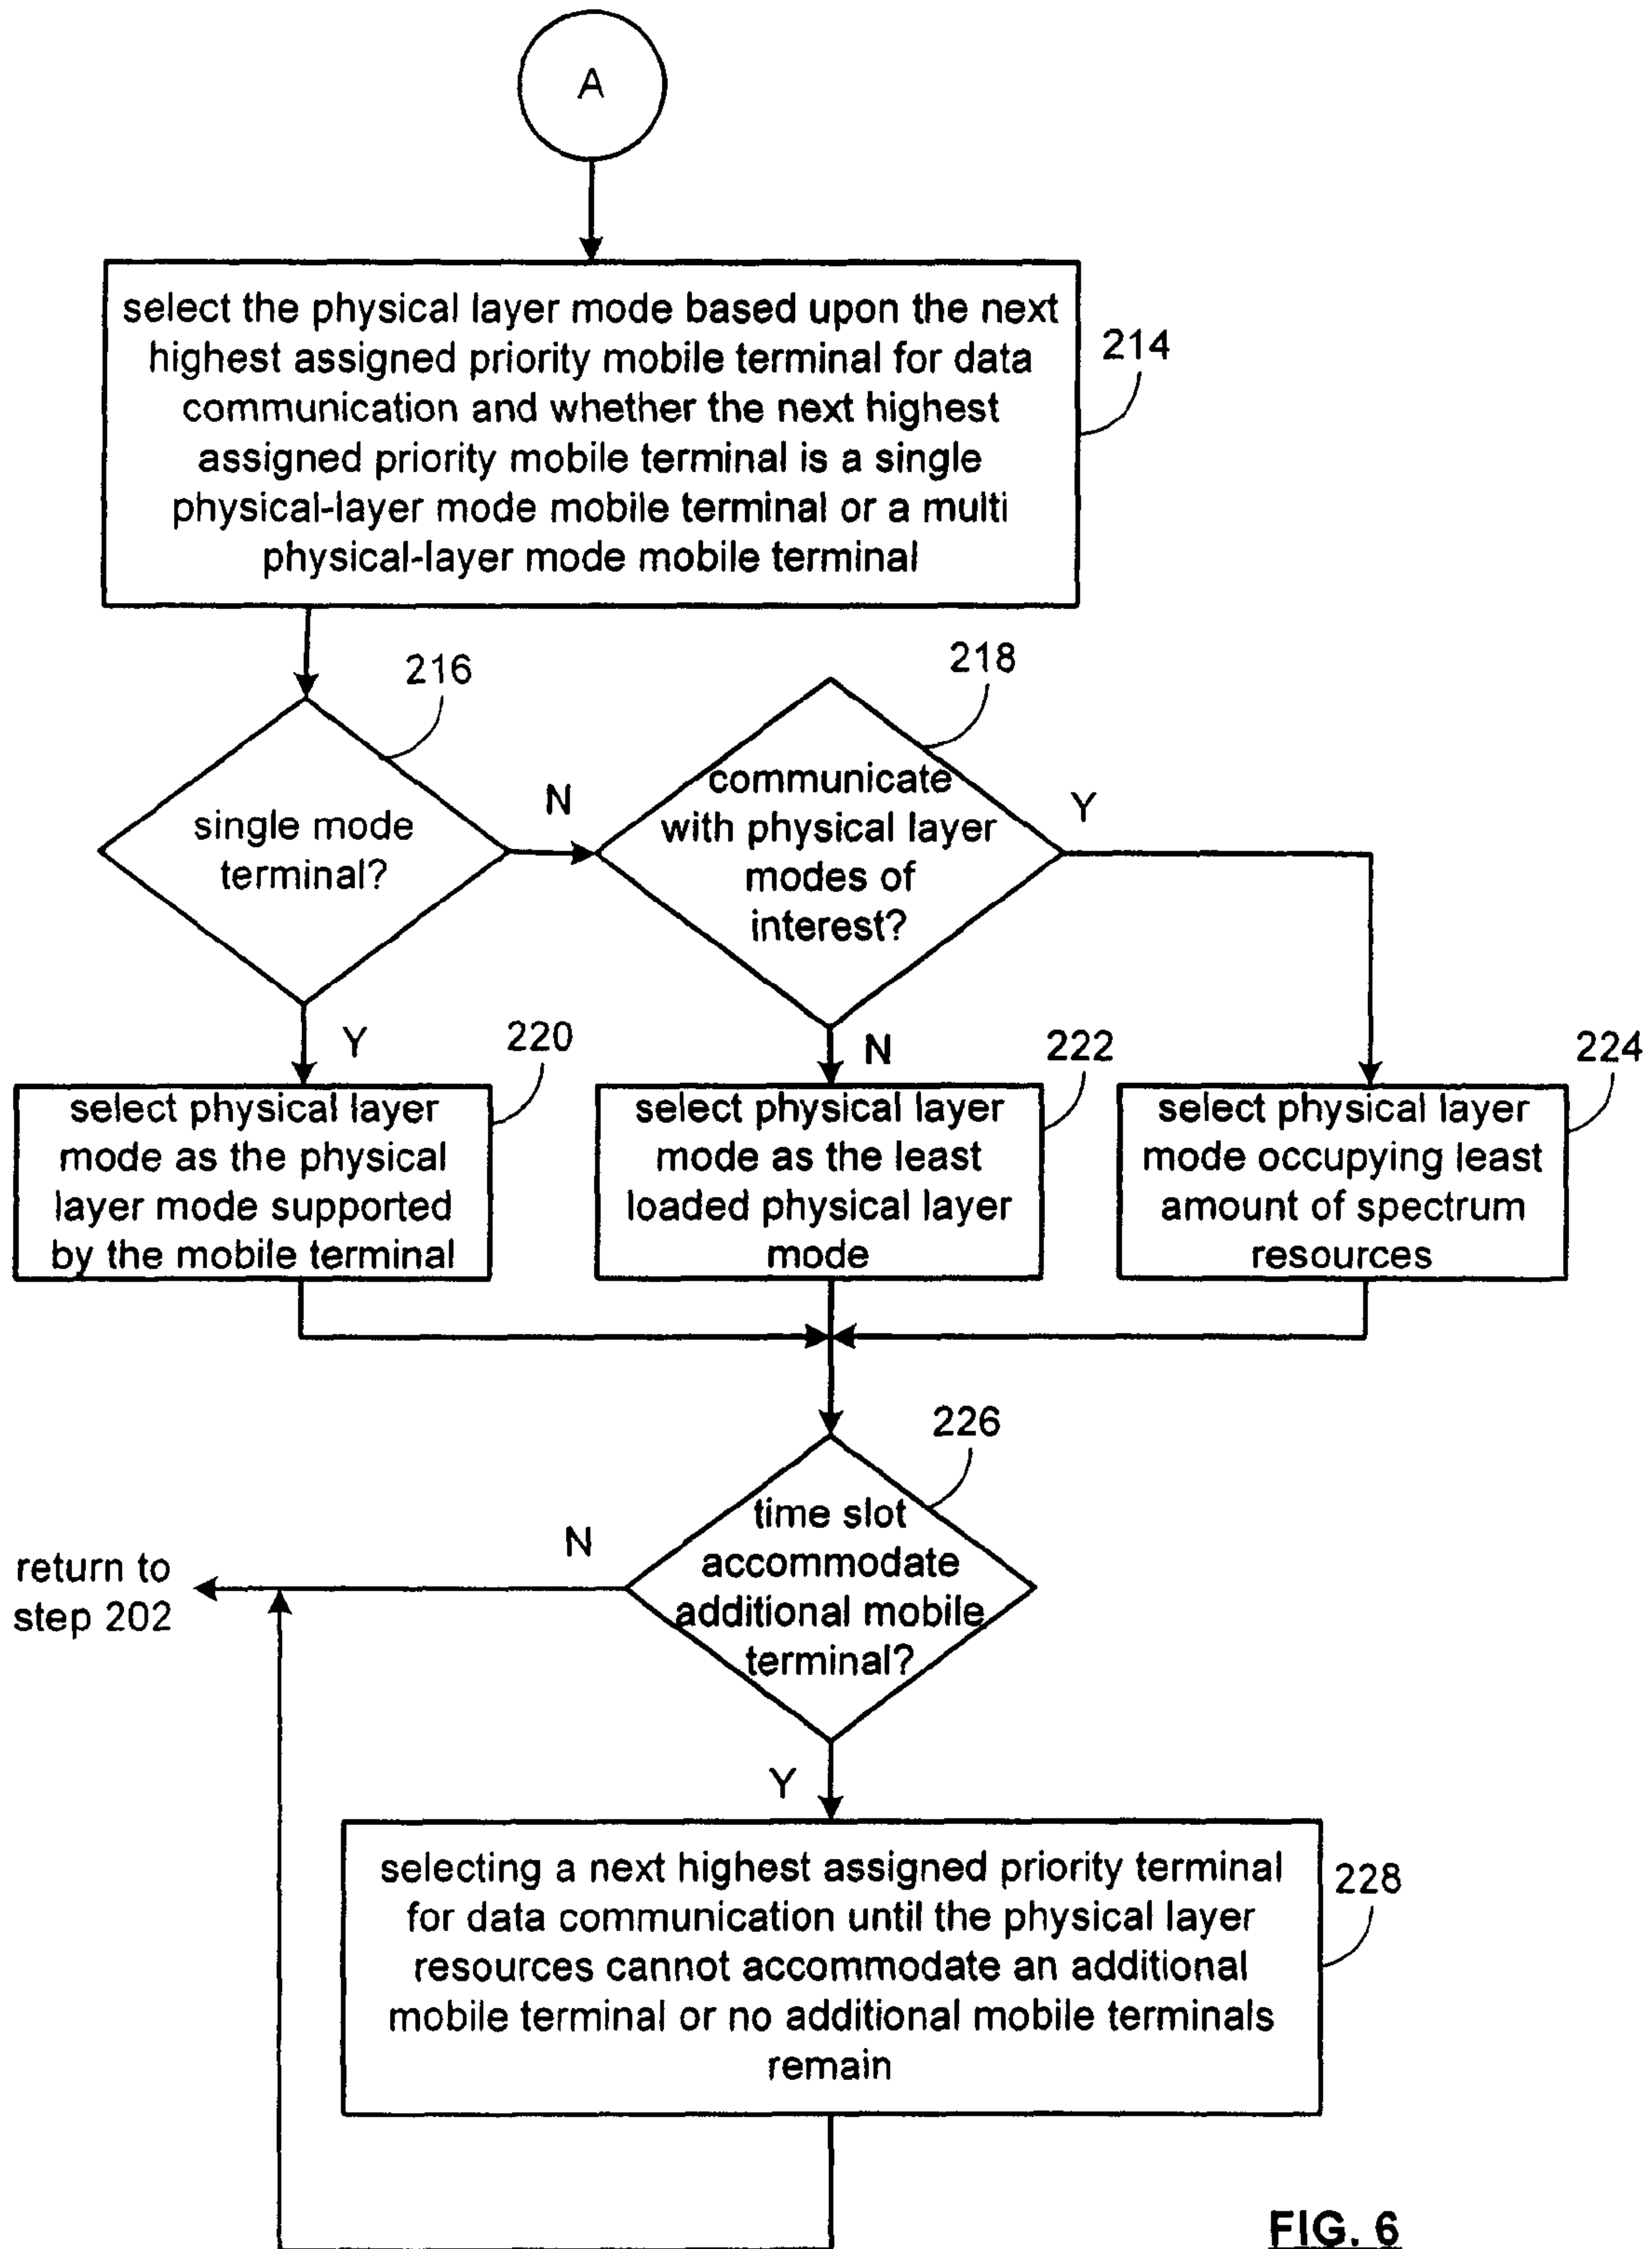 A
select the physical layer mode based upon the next
highest assigned priority mobile terminal for data
communication and whether the next highest
assigned priority mobile terminal is a single
physical-layer mode mobile terminal or a multi
physical-layer mode mobile terminal
214
216
218
single mode
terminal?
N
communicate
with physical layer
modes of
interest?
Y
Y
220
N
222
224
select physical layer
mode as the physical
layer mode supported
by the mobile terminal
select physical layer
mode as the least
loaded physical layer
mode
select physical layer
mode occupying least
amount of spectrum
resources
226
time slot
accommodate
additional mobile
terminal?
N
return to
step 202
Y
selecting a next highest assigned priority terminal
for data communication until the physical layer
resources cannot accommodate an additional
mobile terminal or no additional mobile terminals
remain
228
FIG. 6